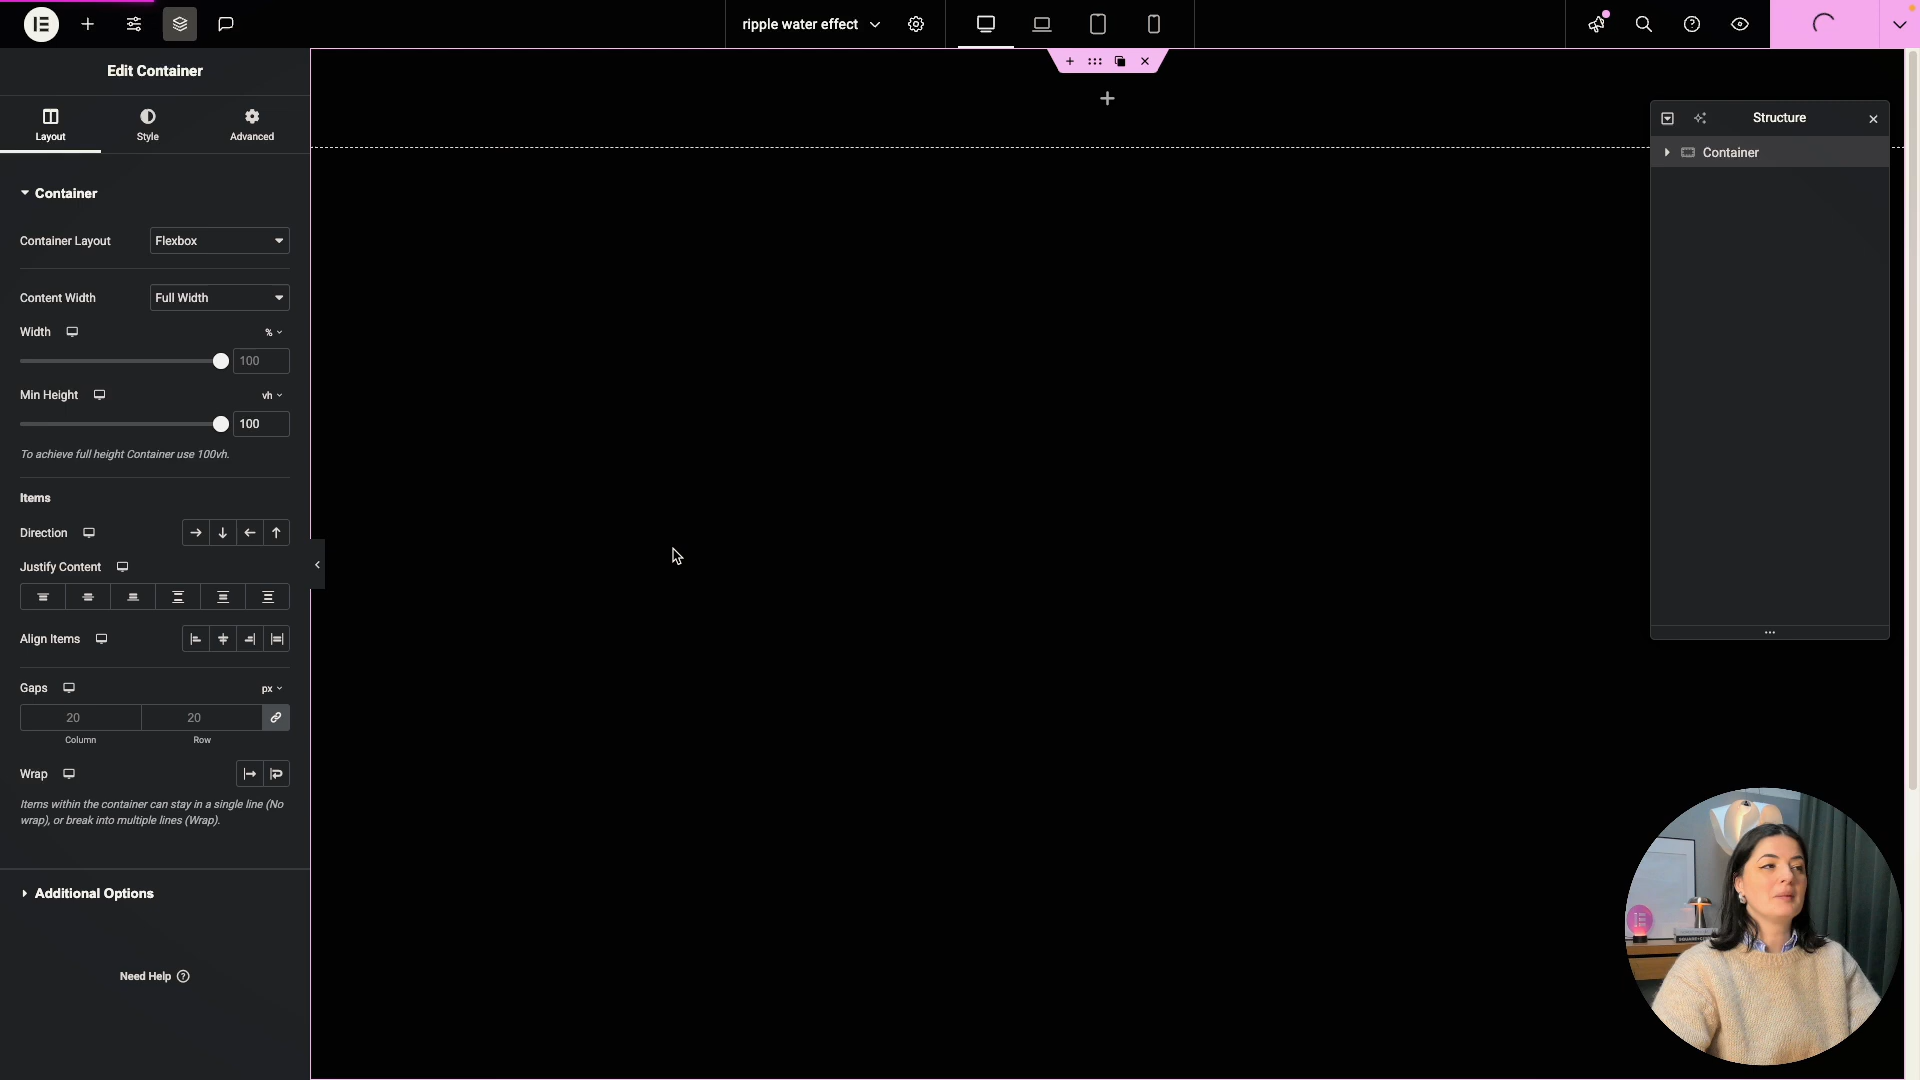 ripple water effect
Edit Container
Layout
Style
Advanced
Structure
Container
Container
Container Layout
Flexbox
Content Width
Full Width
Width
%
100
Min Height
vh
100
To achieve full height Container use 100vh.
Items
Direction
Justify Content
Align Items
Gaps
px
20
20
Column
Row
Wrap
Items within the container can stay in a single line (No
wrap), or break into multiple lines (Wrap).
Additional Options
Need Help